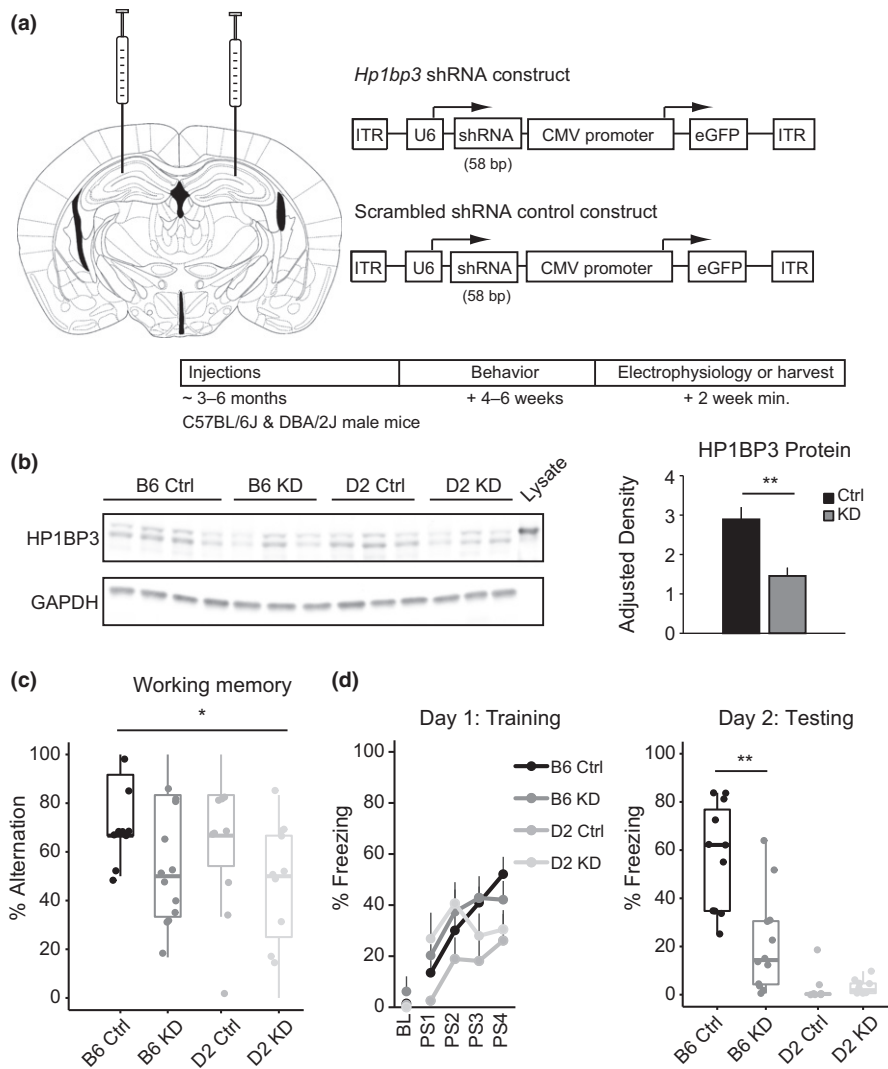 (a)
Hp1bp3 shRNA construct
ITR U6 shRNA CMV promoter eGFP ITR
(58 bp)
Scrambled shRNA control construct
ITR U6 shRNA CMV promoter eGFP ITR
(58 bp)
Injections Behavior Electrophysiology or harvest
~ 3–6 months + 4–6 weeks + 2 week min.
C57BL/6J & DBA/2J male mice
(b)
B6 Ctrl B6 KD D2 Ctrl D2 KD Lysate
HP1BP3
GAPDH
HP1BP3 Protein
Adjusted Density
4
3
2
1
0
**
Ctrl
KD
(c)
Working memory
*
% Alternation
100
80
60
40
20
0
B6 Ctrl B6 KD D2 Ctrl D2 KD
(d)
Day 1: Training
% Freezing
100
80
60
40
20
0
BL PS1 PS2 PS3 PS4
B6 Ctrl
B6 KD
D2 Ctrl
D2 KD
Day 2: Testing
**
% Freezing
100
80
60
40
20
0
B6 Ctrl B6 KD D2 Ctrl D2 KD